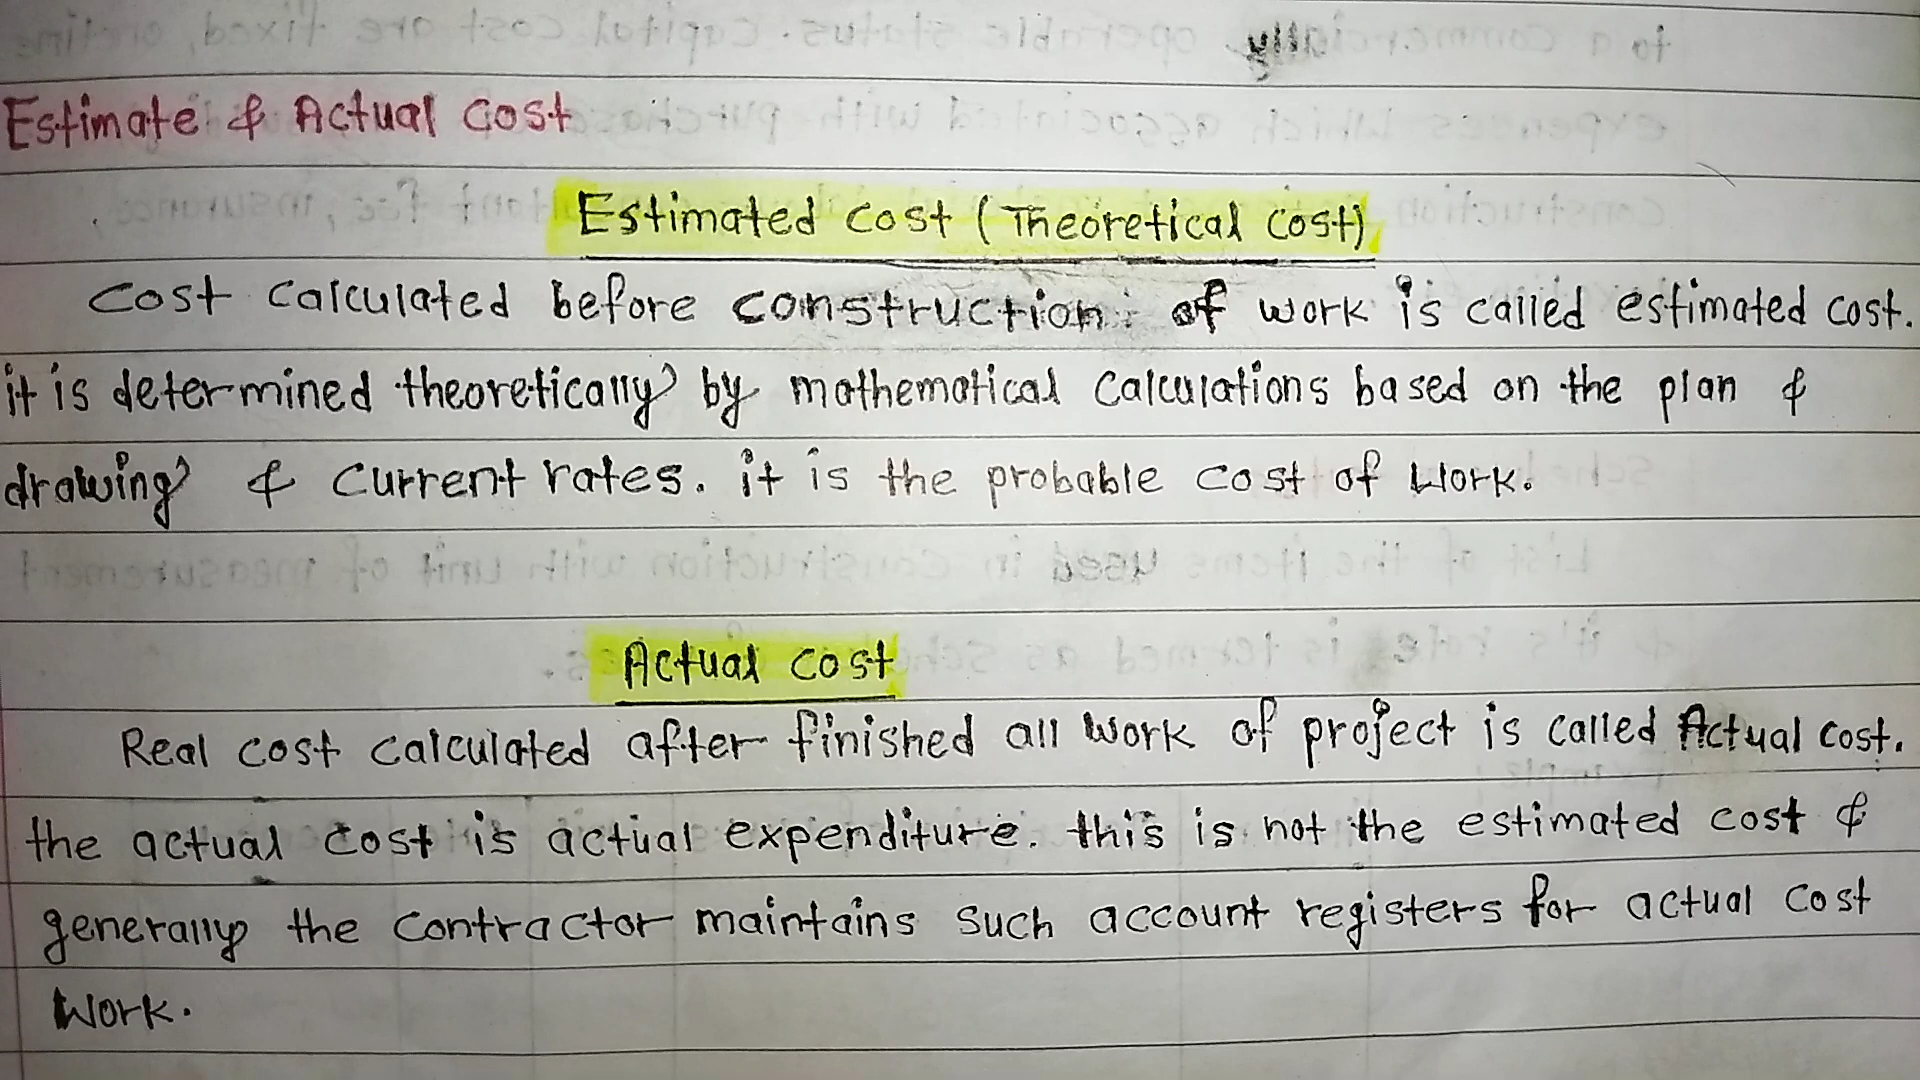 Estimate & Actual Cost
Estimated cost (Theoretical cost)
Cost calculated before construction of work is called estimated cost.
it is determined theoretically by mathematical calculations based on the plan &
drawing & current rates. it is the probable cost of work.
Actual cost
Real cost calculated after finished all work of project is called Actual cost.
the actual cost is actual expenditure. this is not the estimated cost &
generally the contractor maintains such account registers for actual cost
work.